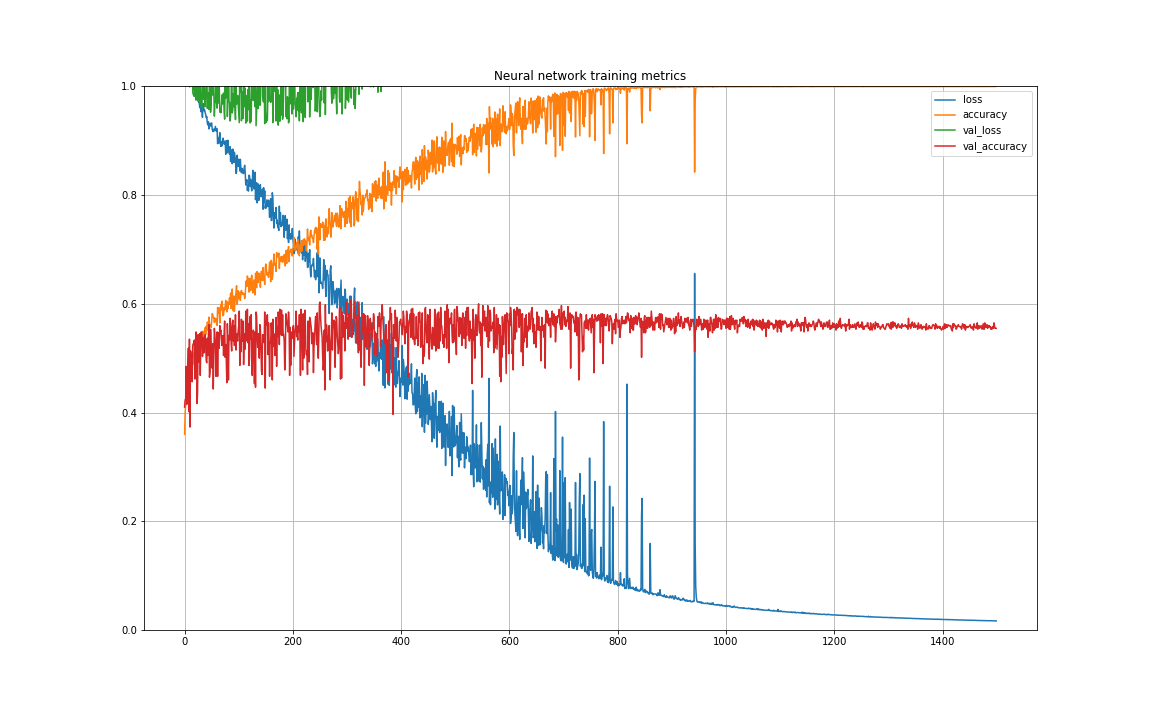 Neural network training metrics
1.0
0.8
0.6
0.4
0.2
0.0
loss
accuracy
val_loss
val_accuracy
0 200 400 600 800 1000 1200 1400